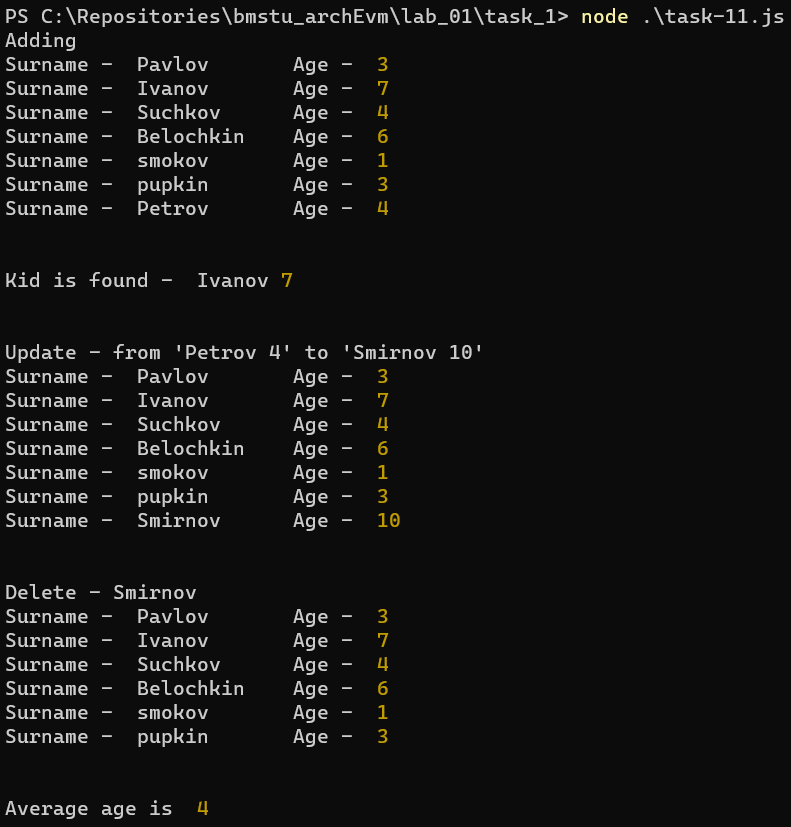 PS C:\Repositories\bmstu_archEvm\lab_01\task_1> node .\task-11.js
Adding
Surname -  Pavlov       Age -  3
Surname -  Ivanov       Age -  7
Surname -  Suchkov      Age -  4
Surname -  Belochkin    Age -  6
Surname -  smokov       Age -  1
Surname -  pupkin       Age -  3
Surname -  Petrov       Age -  4
Kid is found -  Ivanov 7
Update - from 'Petrov 4' to 'Smirnov 10'
Surname -  Pavlov       Age -  3
Surname -  Ivanov       Age -  7
Surname -  Suchkov      Age -  4
Surname -  Belochkin    Age -  6
Surname -  smokov       Age -  1
Surname -  pupkin       Age -  3
Surname -  Smirnov      Age -  10
Delete - Smirnov
Surname -  Pavlov       Age -  3
Surname -  Ivanov       Age -  7
Surname -  Suchkov      Age -  4
Surname -  Belochkin    Age -  6
Surname -  smokov       Age -  1
Surname -  pupkin       Age -  3
Average age is  4